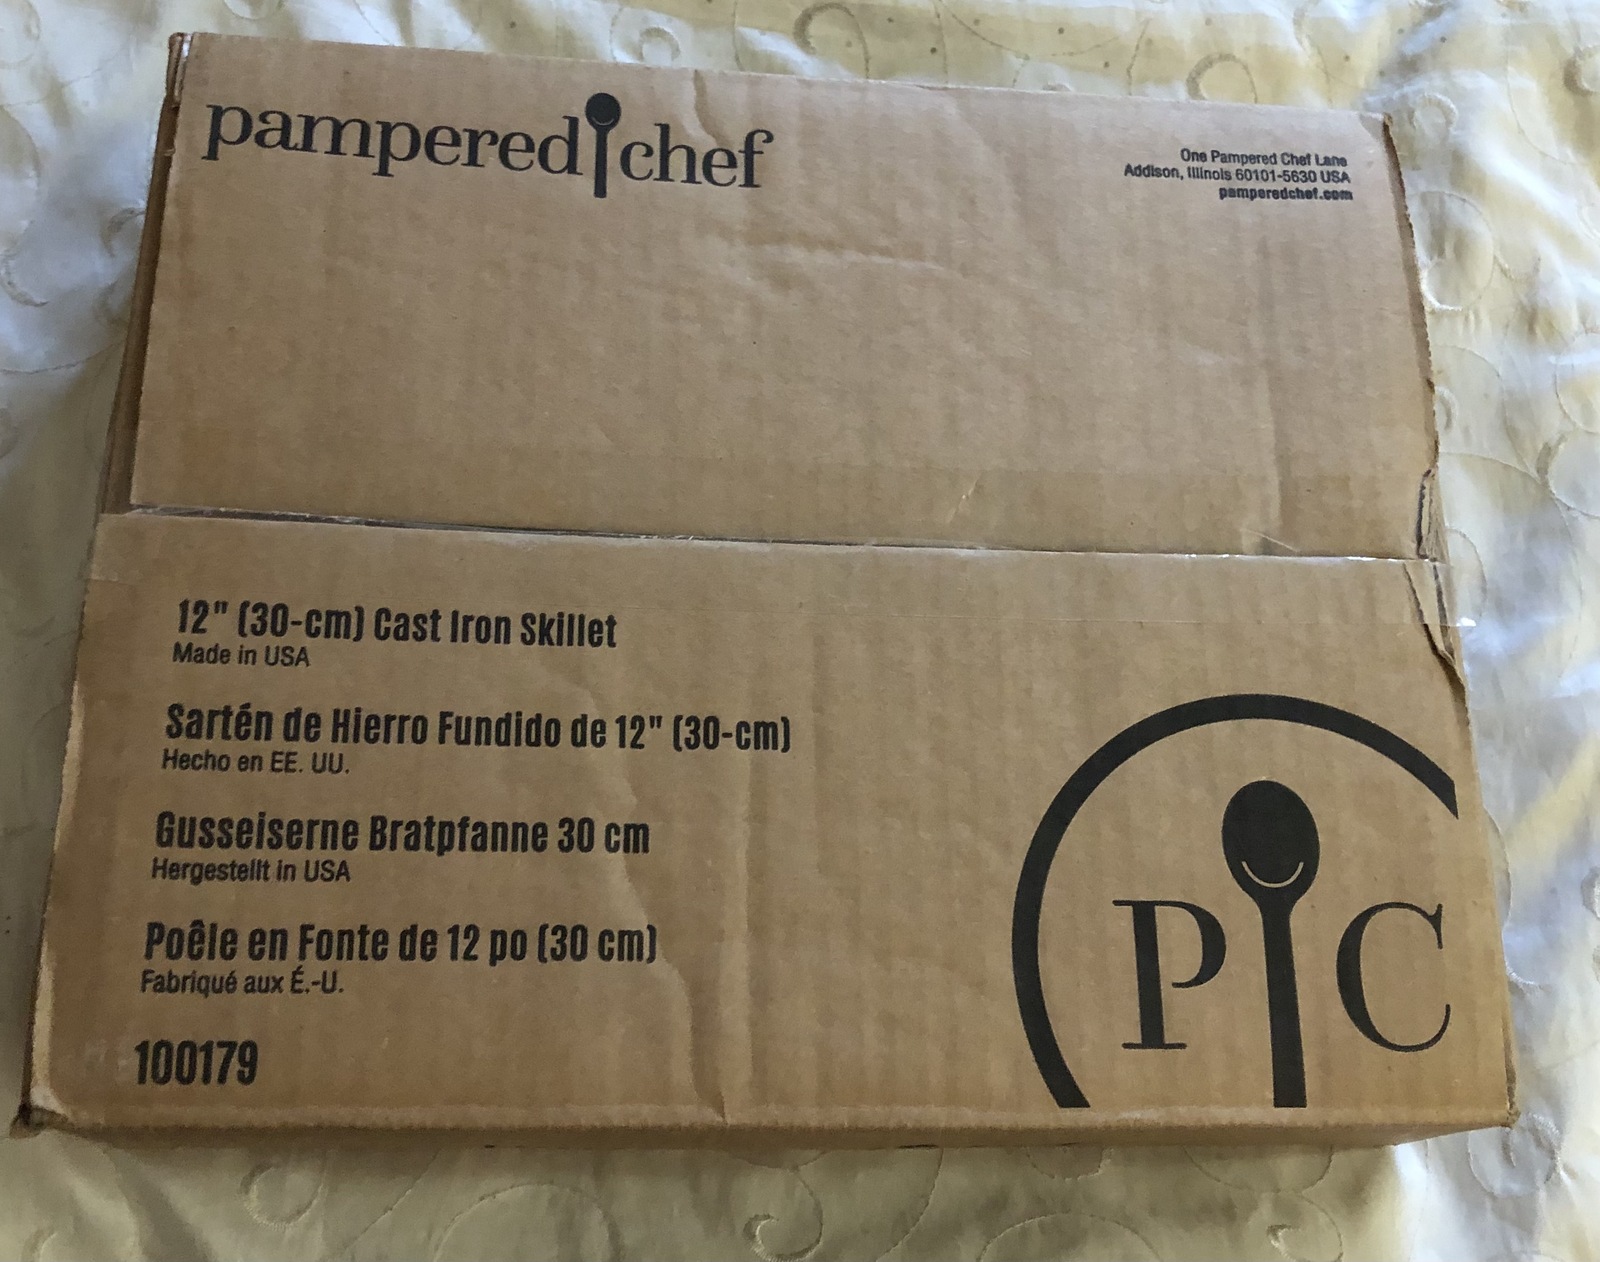 pampered chef
One Pampered Chef Lane
Addison, Illinois 60101-5630 USA
pamperedchef.com
12" (30-cm) Cast Iron Skillet
Made in USA
Sartén de Hierro Fundido de 12" (30-cm)
Hecho en EE. UU.
Gusseiserne Bratpfanne 30 cm
Hergestellt in USA
Poêle en Fonte de 12 po (30 cm)
Fabriqué aux É.-U.
100179
P C